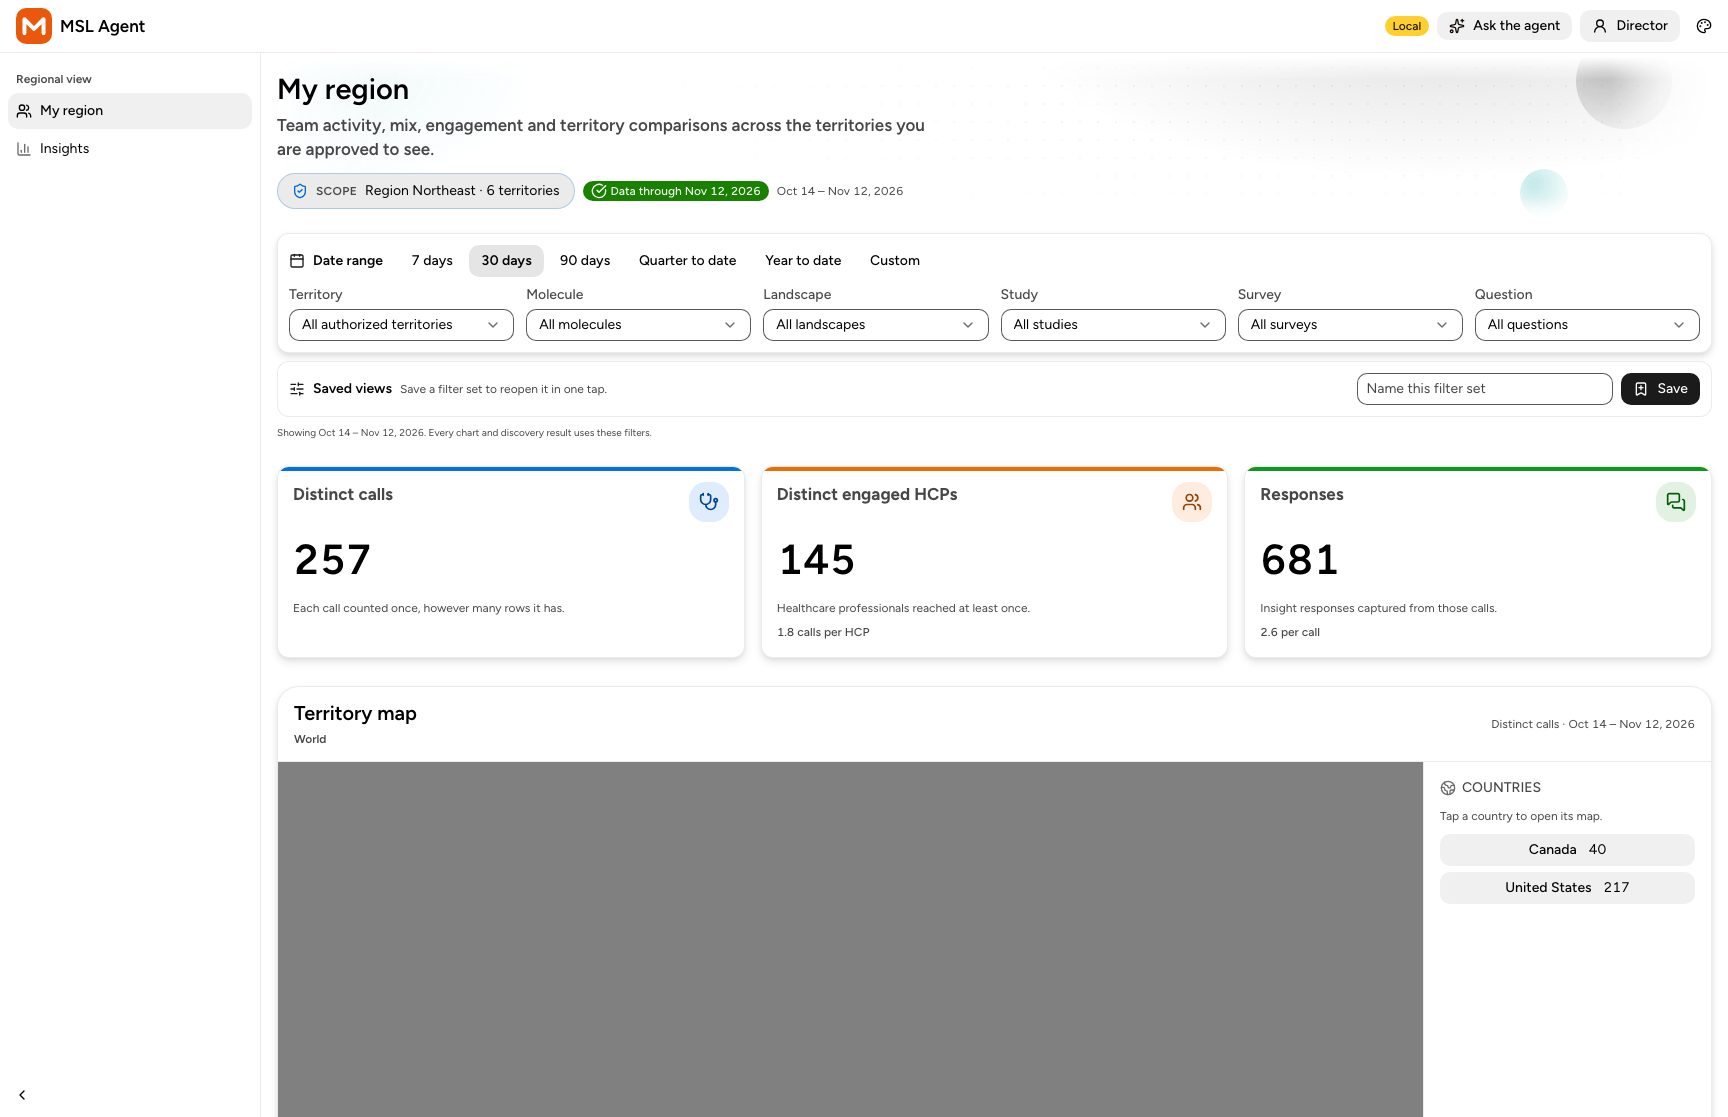 MSL Agent
Local
Ask the agent
Director
Regional view
My region
Insights
My region
Team activity, mix, engagement and territory comparisons across the territories you
are approved to see.
SCOPE Region Northeast · 6 territories
Data through Nov 12, 2026
Oct 14 – Nov 12, 2026
Date range
7 days
30 days
90 days
Quarter to date
Year to date
Custom
Territory
Molecule
Landscape
Study
Survey
Question
All authorized territories
All molecules
All landscapes
All studies
All surveys
All questions
Saved views
Save a filter set to reopen it in one tap.
Name this filter set
Save
Showing Oct 14 – Nov 12, 2026. Every chart and discovery result uses these filters.
Distinct calls
257
Each call counted once, however many rows it has.
Distinct engaged HCPs
145
Healthcare professionals reached at least once.
1.8 calls per HCP
Responses
681
Insight responses captured from those calls.
2.6 per call
Territory map
World
Distinct calls · Oct 14 – Nov 12, 2026
COUNTRIES
Tap a country to open its map.
Canada 40
United States 217